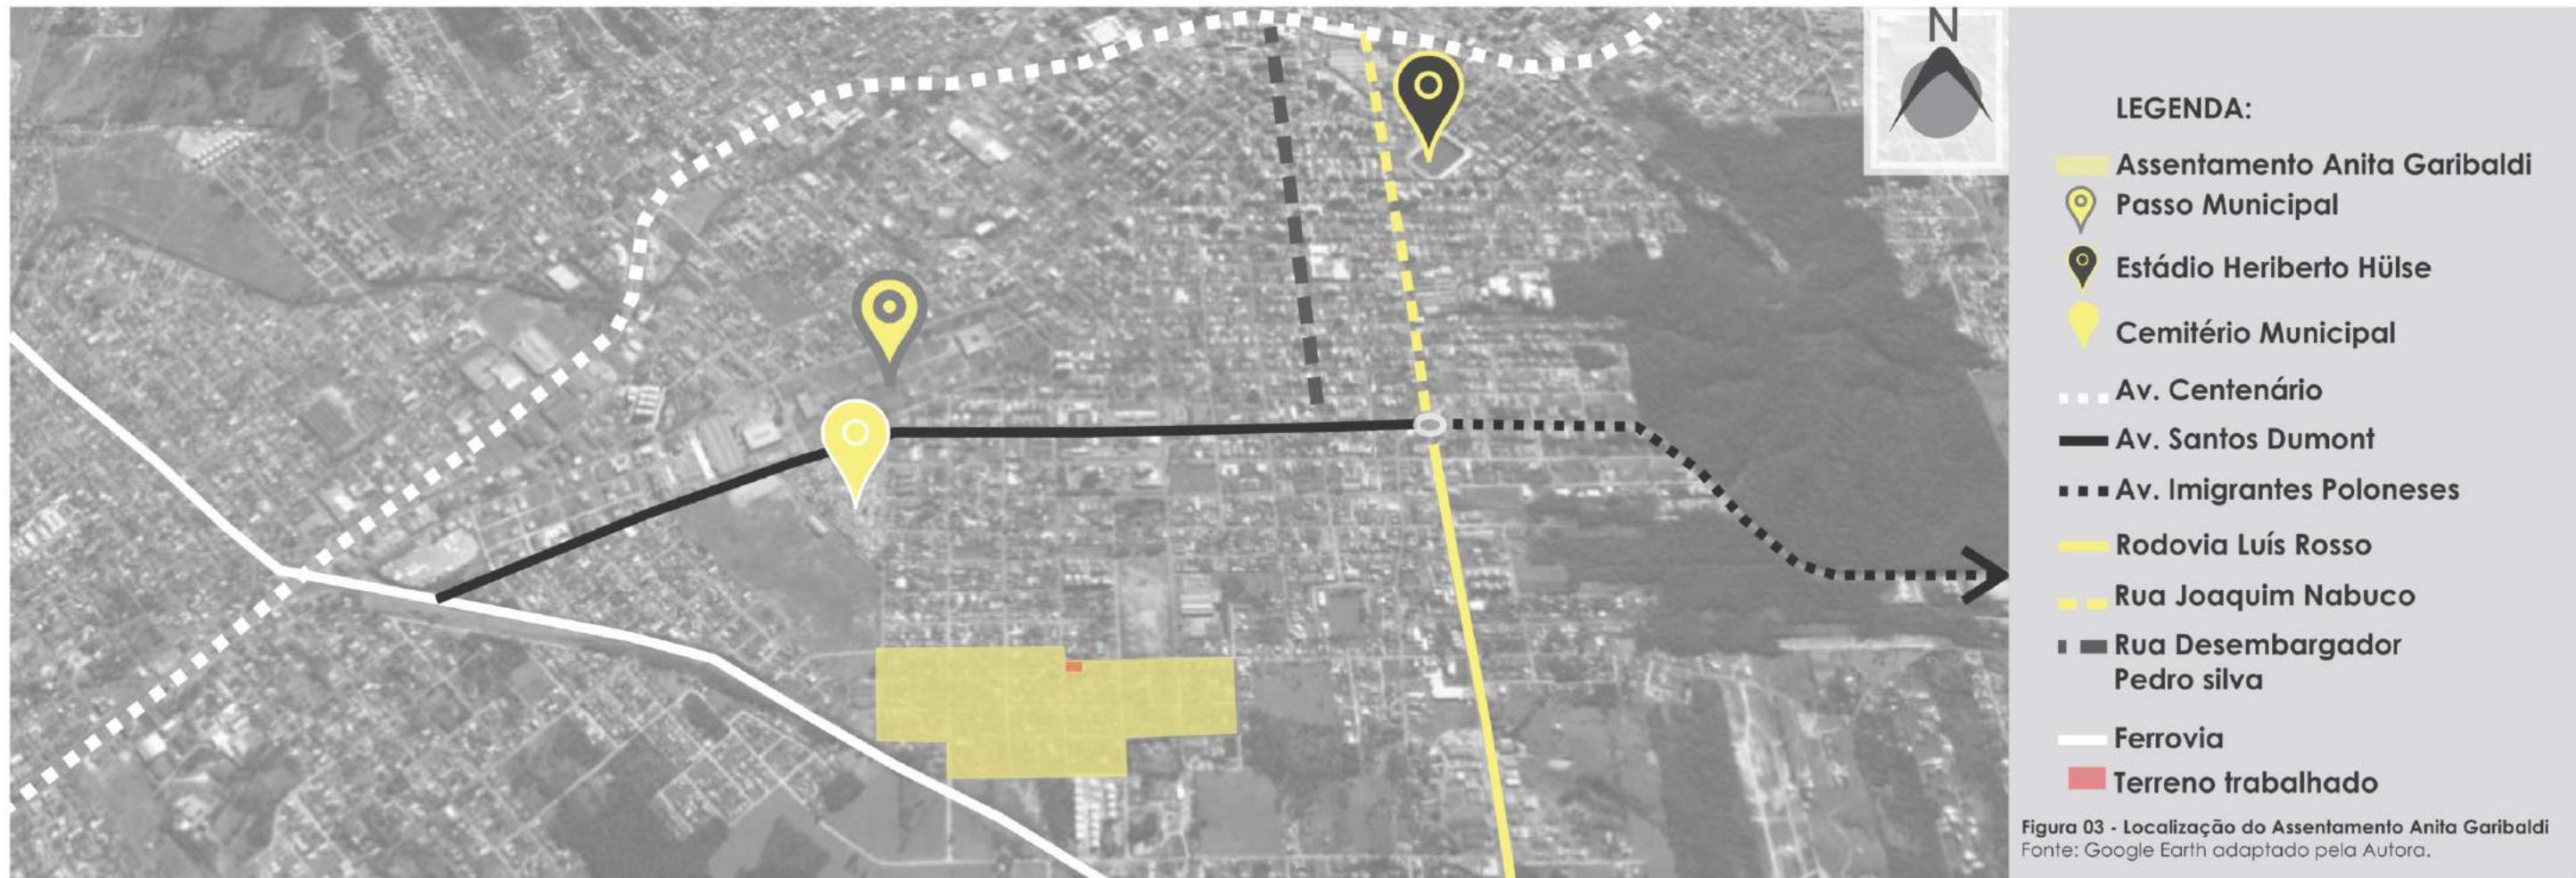 N
LEGENDA:
Assentamento Anita Garibaldi
Passo Municipal
Estádio Heriberto Hülse
Cemitério Municipal
Av. Centenário
Av. Santos Dumont
Av. Imigrantes Poloneses
Rodovia Luís Rosso
Rua Joaquim Nabuco
Rua Desembargador
Pedro silva
Ferrovia
Terreno trabalhado
Figura 03 - Localização do Assentamento Anita Garibaldi
Fonte: Google Earth adaptado pela Autora.